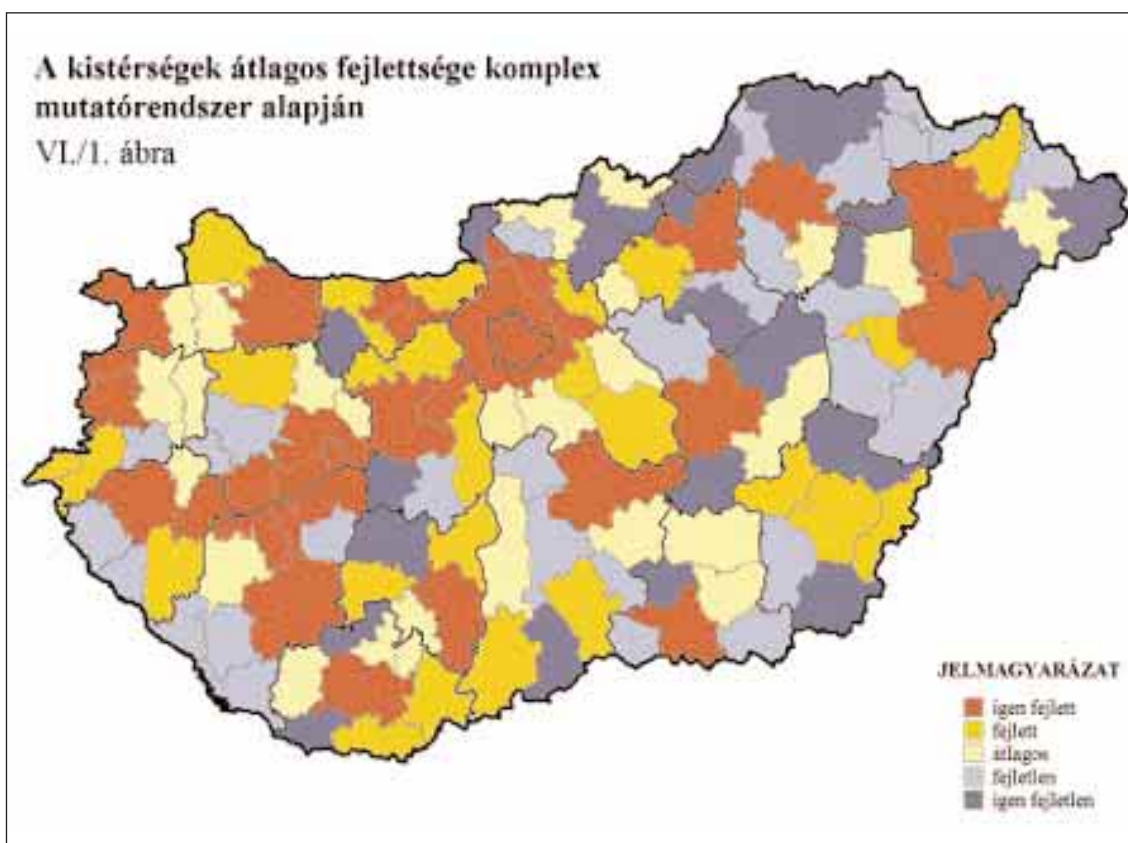 A kistérségek átlagos fejlettsége komplex
mutatórendszer alapján
VI./1. ábra
JELMAGYARÁZAT
igen fejlett
fejlett
átlagos
fejletlen
igen fejletlen